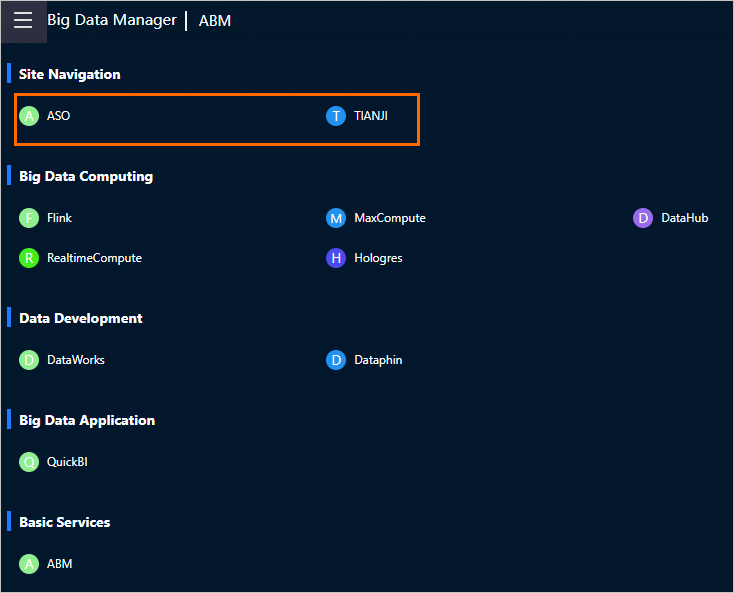 Big Data Manager | ABM
Site Navigation
A ASO T TIANJI
Big Data Computing
F Flink M MaxCompute D DataHub
R RealtimeCompute H Hologres
Data Development
D DataWorks D Dataphin
Big Data Application
Q QuickBI
Basic Services
A ABM